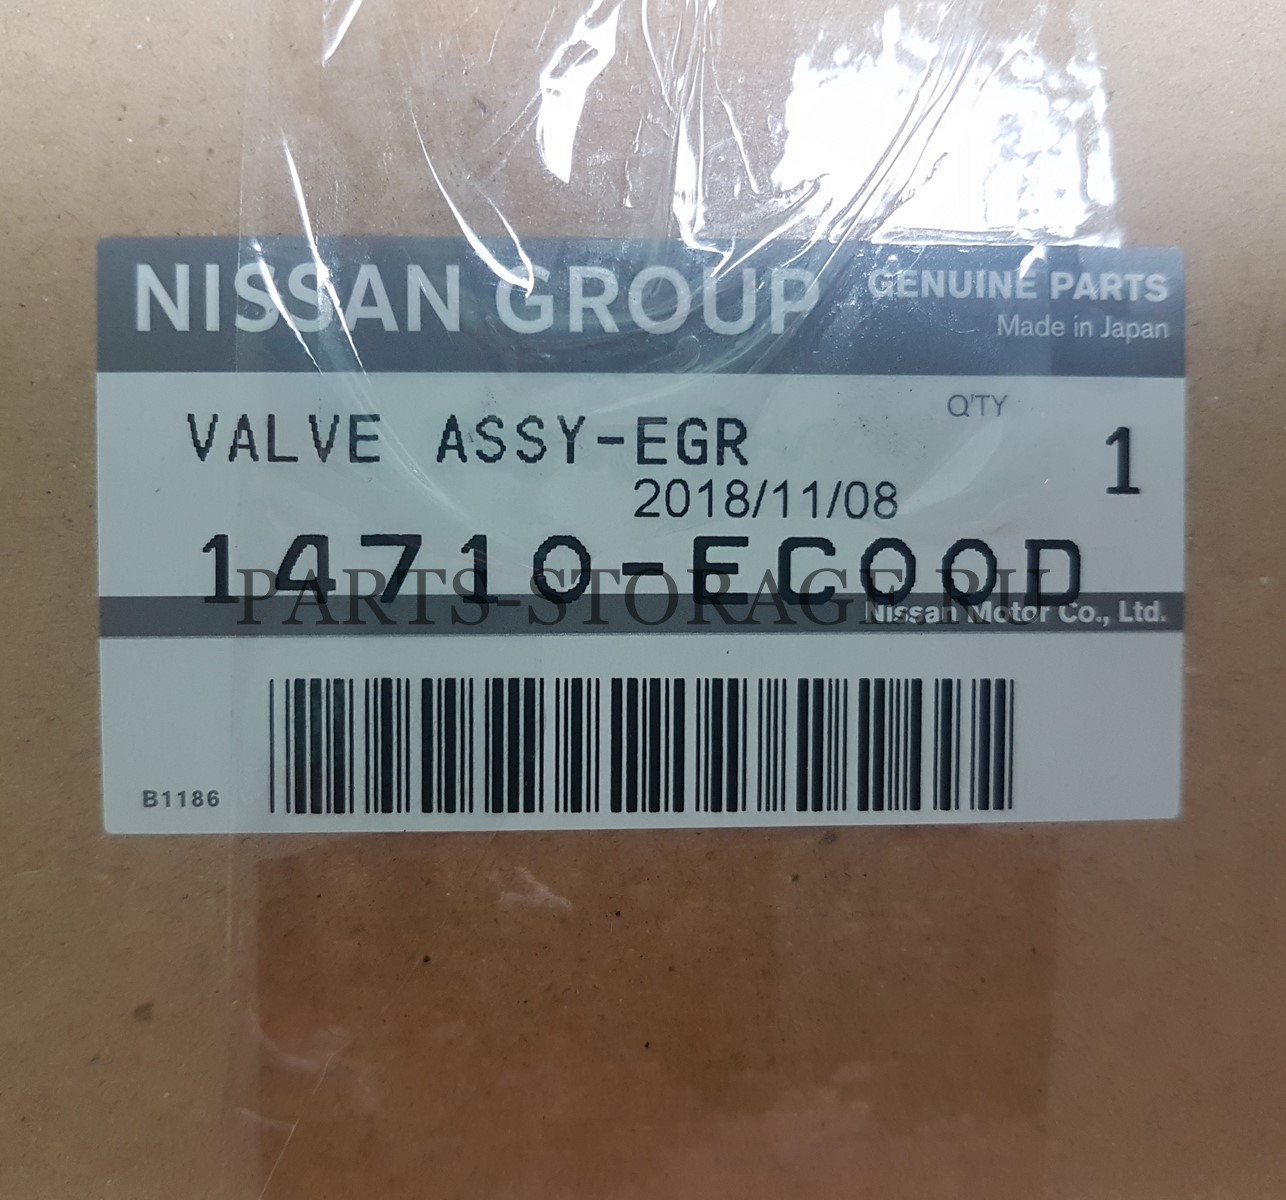 NISSAN GROUP
GENUINE PARTS
Made in Japan
Q'TY
VALVE ASSY-EGR
1
2018/11/08
14710-EC00D
PARTS-STORAGE.RU
Nissan Motor Co., Ltd.
B1186